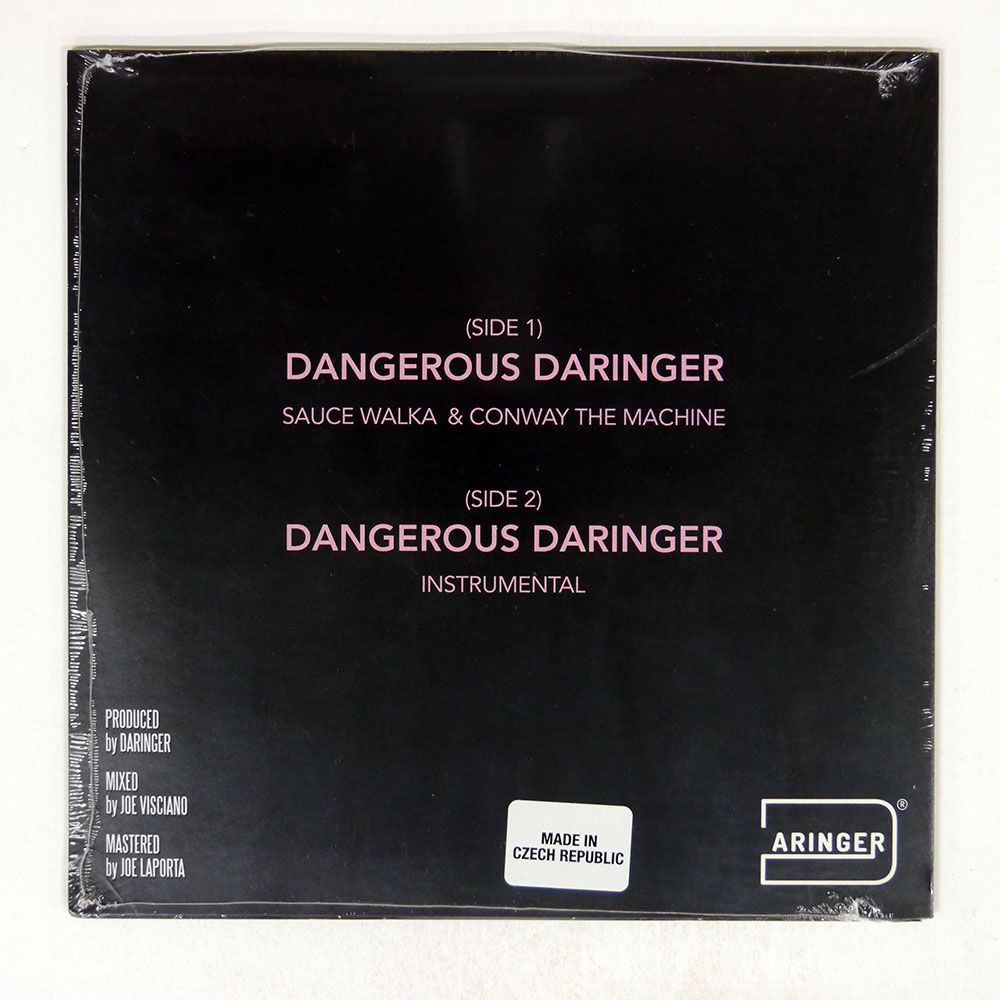 (SIDE 1)
DANGEROUS DARINGER
SAUCE WALKA & CONWAY THE MACHINE
(SIDE 2)
DANGEROUS DARINGER
INSTRUMENTAL
PRODUCED
by DARINGER
MIXED
by JOE VISCIANO
MASTERED
by JOE LAPORTA
MADE IN
CZECH REPUBLIC
DARINGER®